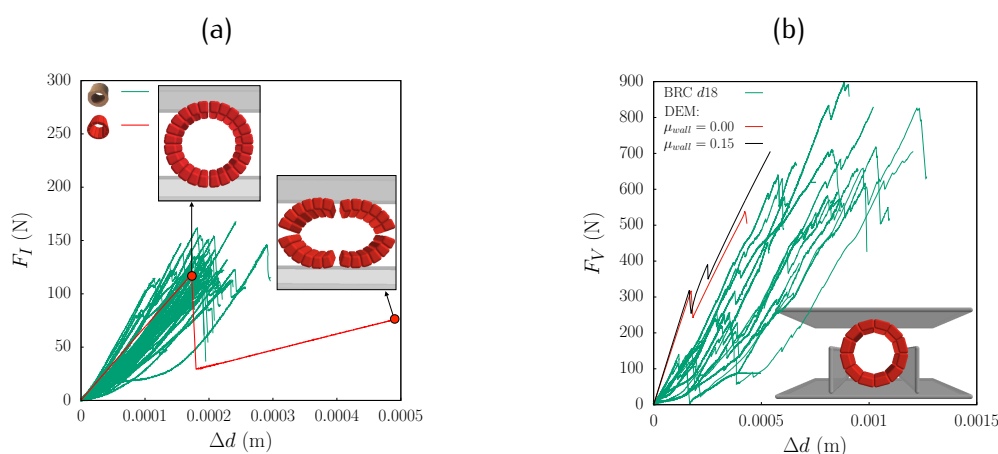 (a)
300
250
200
150
100
50
0
F_I (N)
0
0.0001
0.0002
0.0003
0.0004
0.0005
Δd (m)
(b)
900
800
700
600
500
400
300
200
100
0
F_V (N)
BRC d18
DEM:
μ_wall = 0.00
μ_wall = 0.15
0
0.0005
0.001
0.0015
Δd (m)